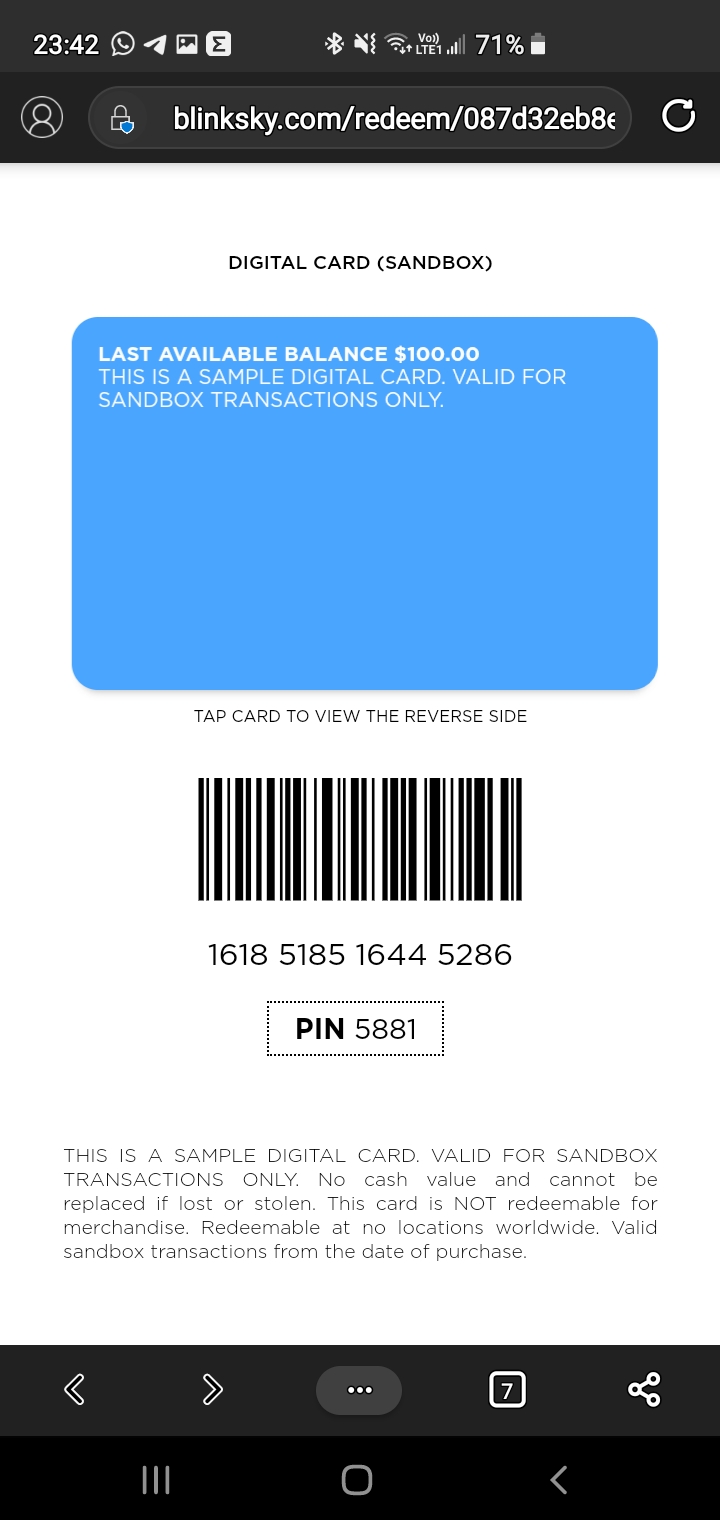 23:42 Vo)) LTE1 71%
blinksky.com/redeem/087d32eb8
DIGITAL CARD (SANDBOX)
LAST AVAILABLE BALANCE $100.00
THIS IS A SAMPLE DIGITAL CARD. VALID FOR
SANDBOX TRANSACTIONS ONLY.
TAP CARD TO VIEW THE REVERSE SIDE
1618 5185 1644 5286
PIN 5881
THIS IS A SAMPLE DIGITAL CARD. VALID FOR SANDBOX
TRANSACTIONS ONLY. No cash value and cannot be
replaced if lost or stolen. This card is NOT redeemable for
merchandise. Redeemable at no locations worldwide. Valid
sandbox transactions from the date of purchase.
7